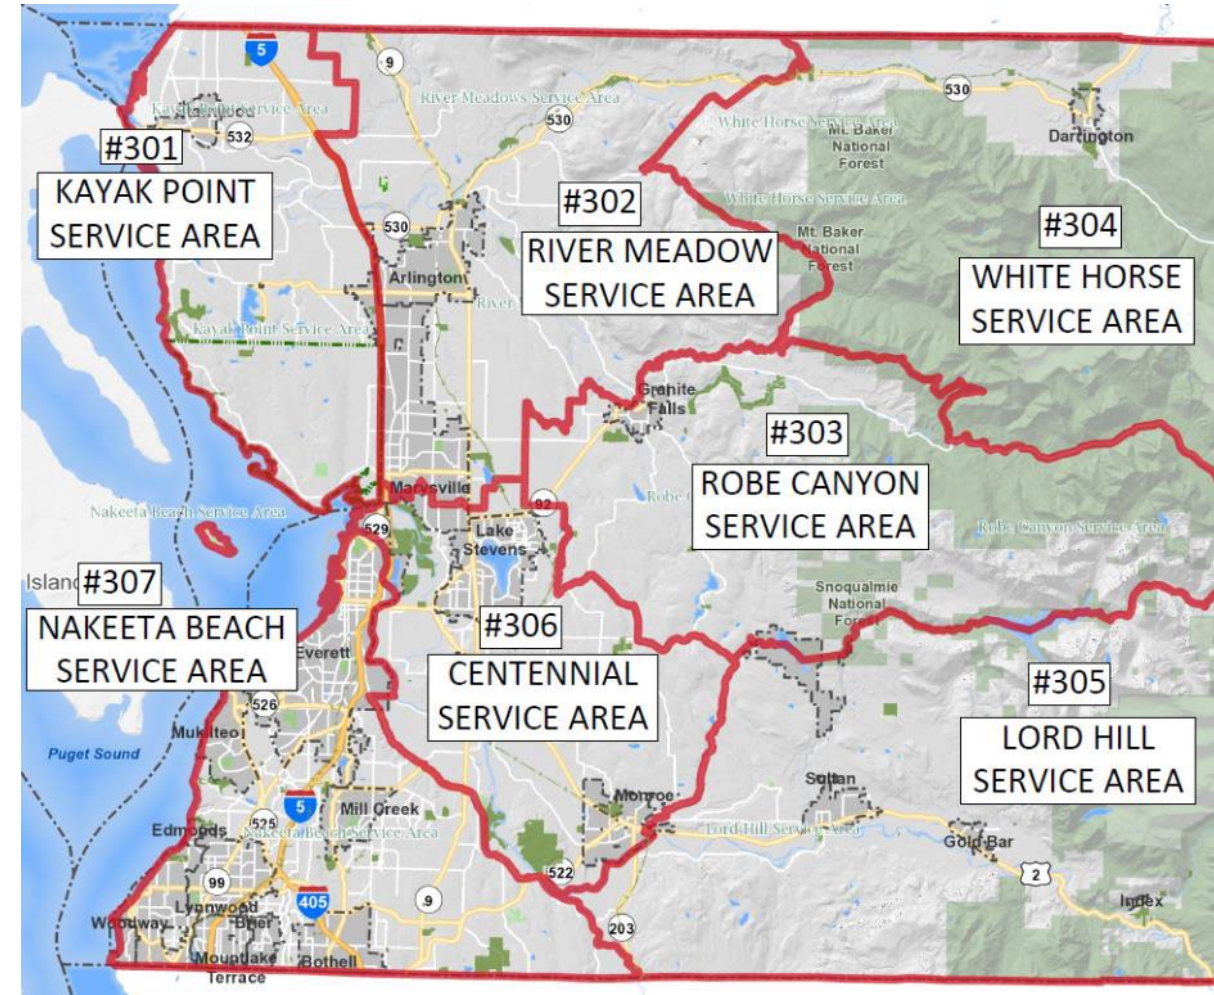 5
9
River Meadows Service Area
530
530
Kayak Point Service Area
532
White Horse Service Area
Mt. Baker
National
Forest
Darrington
#301
KAYAK POINT
SERVICE AREA
#302
RIVER MEADOW
SERVICE AREA
White Horse Service Area
Mt. Baker
National
Forest
#304
WHITE HORSE
SERVICE AREA
530
Arlington
River
Kayak Point Service Area
Granite
Falls
#303
ROBE CANYON
SERVICE AREA
Marysville
92
Robe C
Nakeeta Beach Service Area
529
Lake
Stevens
Robe Canyon Service Area
Island
#307
NAKEETA BEACH
SERVICE AREA
Everett
#306
CENTENNIAL
SERVICE AREA
Snoqualmie
National
Forest
#305
LORD HILL
SERVICE AREA
526
Mukilteo
Puget Sound
5
Mill Creek
Sultan
Monroe
525
Edmonds
Nakeeta Beach Service Area
Lord Hill Service Area
Gold Bar
522
2
99
405
9
Lynnwood
Index
Woodway
Brier
203
Mountlake
Terrace
Bothell